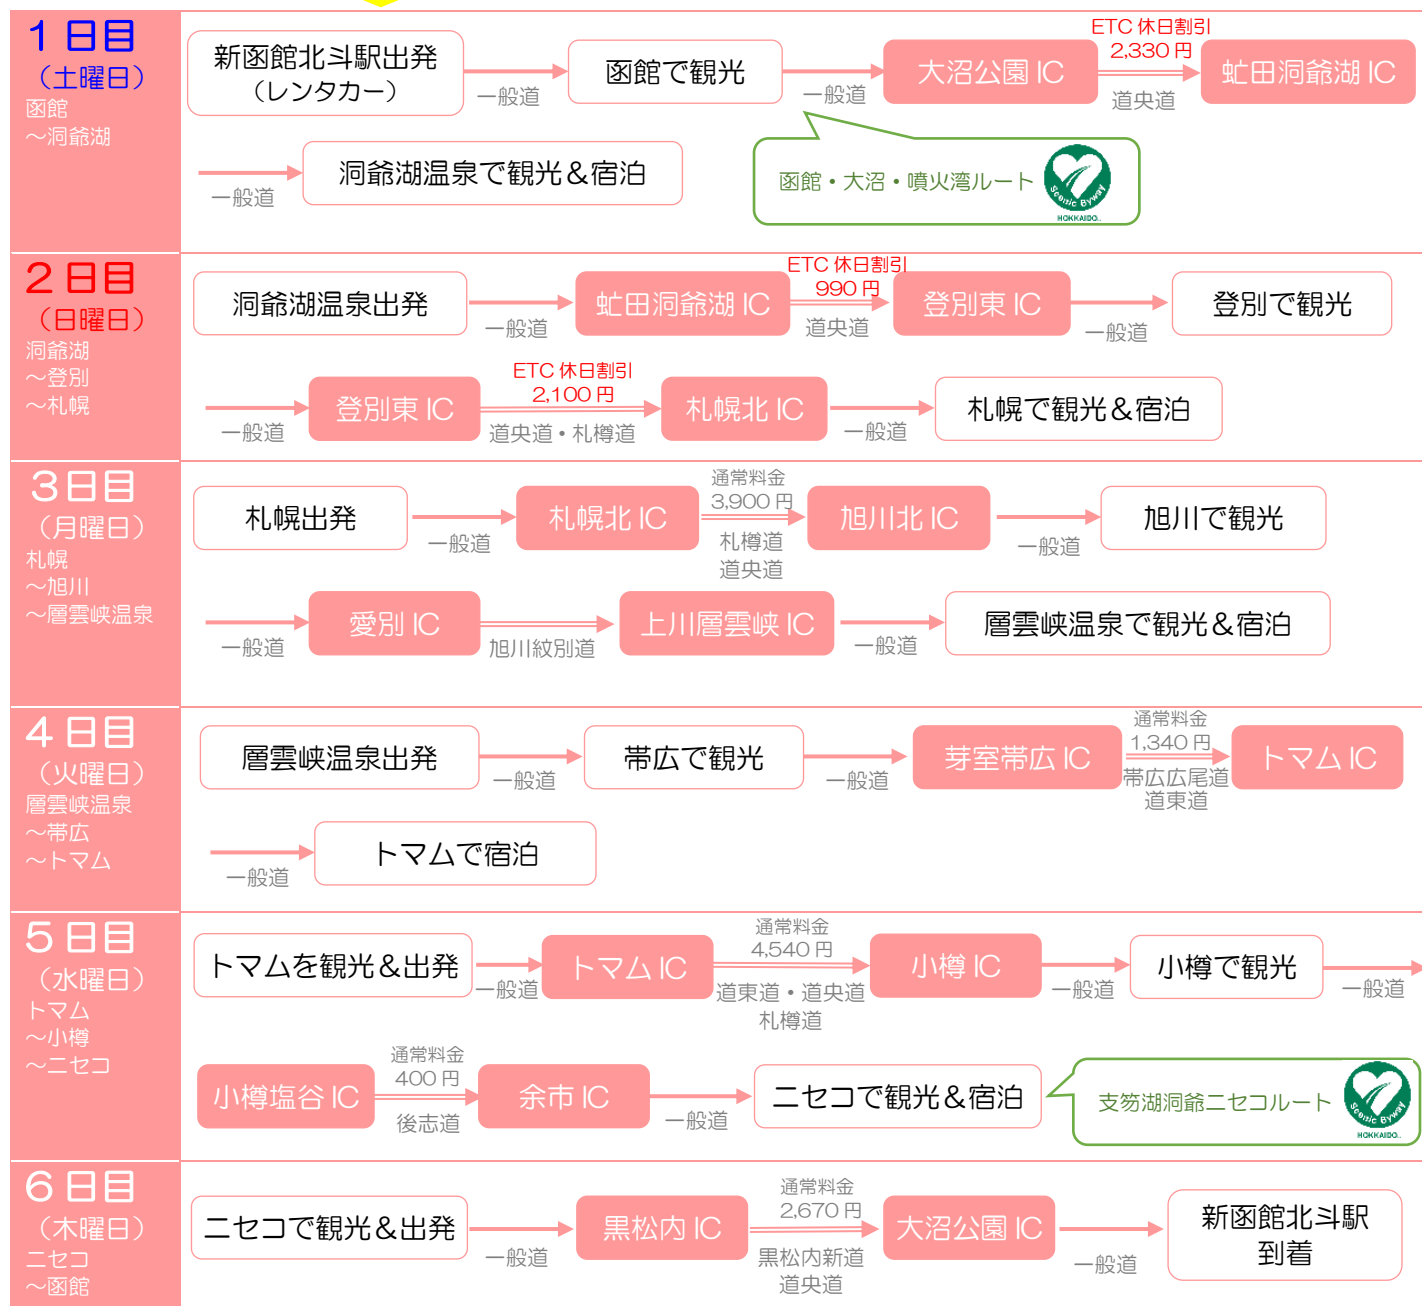 1日目
（土曜日）
函館
～洞爺湖
新函館北斗駅出発
（レンタカー）
一般道
函館で観光
一般道
大沼公園 IC
ETC 休日割引
2,330 円
道央道
虻田洞爺湖 IC
一般道
洞爺湖温泉で観光＆宿泊
函館・大沼・噴火湾ルート
Scenic Byway
HOKKAIDO..
2日目
（日曜日）
洞爺湖
～登別
～札幌
洞爺湖温泉出発
一般道
虻田洞爺湖 IC
ETC 休日割引
990 円
道央道
登別東 IC
一般道
登別で観光
一般道
登別東 IC
ETC 休日割引
2,100 円
道央道・札樽道
札幌北 IC
一般道
札幌で観光＆宿泊
3日目
（月曜日）
札幌
～旭川
～層雲峡温泉
札幌出発
一般道
札幌北 IC
通常料金
3,900 円
札樽道
道央道
旭川北 IC
一般道
旭川で観光
一般道
愛別 IC
旭川紋別道
上川層雲峡 IC
一般道
層雲峡温泉で観光＆宿泊
4日目
（火曜日）
層雲峡温泉
～帯広
～トマム
層雲峡温泉出発
一般道
帯広で観光
一般道
芽室帯広 IC
通常料金
1,340 円
帯広広尾道
道東道
トマム IC
一般道
トマムで宿泊
5日目
（水曜日）
トマム
～小樽
～ニセコ
トマムを観光＆出発
一般道
トマム IC
通常料金
4,540 円
道東道・道央道
札樽道
小樽 IC
一般道
小樽で観光
一般道
小樽塩谷 IC
通常料金
400 円
後志道
余市 IC
一般道
ニセコで観光＆宿泊
支笏湖洞爺ニセコルート
Scenic Byway
HOKKAIDO..
6日目
（木曜日）
ニセコ
～函館
ニセコで観光＆出発
一般道
黒松内 IC
通常料金
2,670 円
黒松内新道
道央道
大沼公園 IC
一般道
新函館北斗駅
到着